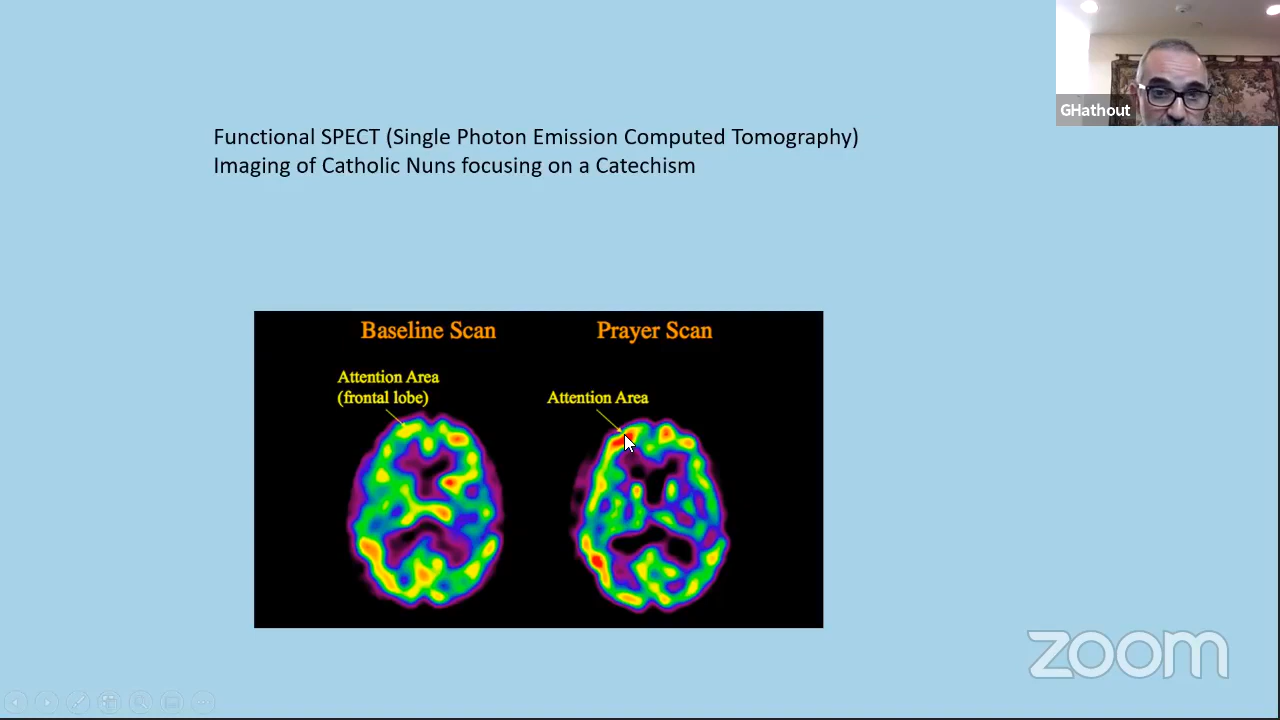 GHathout
Functional SPECT (Single Photon Emission Computed Tomography)
Imaging of Catholic Nuns focusing on a Catechism
Baseline Scan
Prayer Scan
Attention Area
(frontal lobe)
Attention Area
zoom